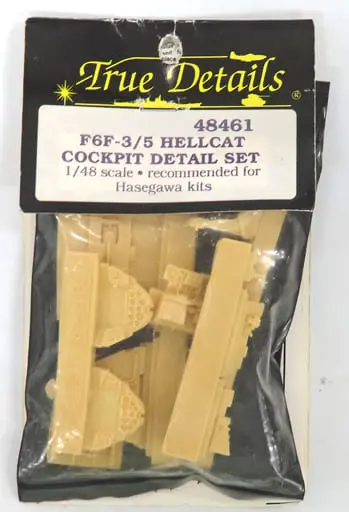 True Details®
48461
F6F-3/5 HELLCAT
COCKPIT DETAIL SET
1/48 scale • recommended for
Hasegawa kits